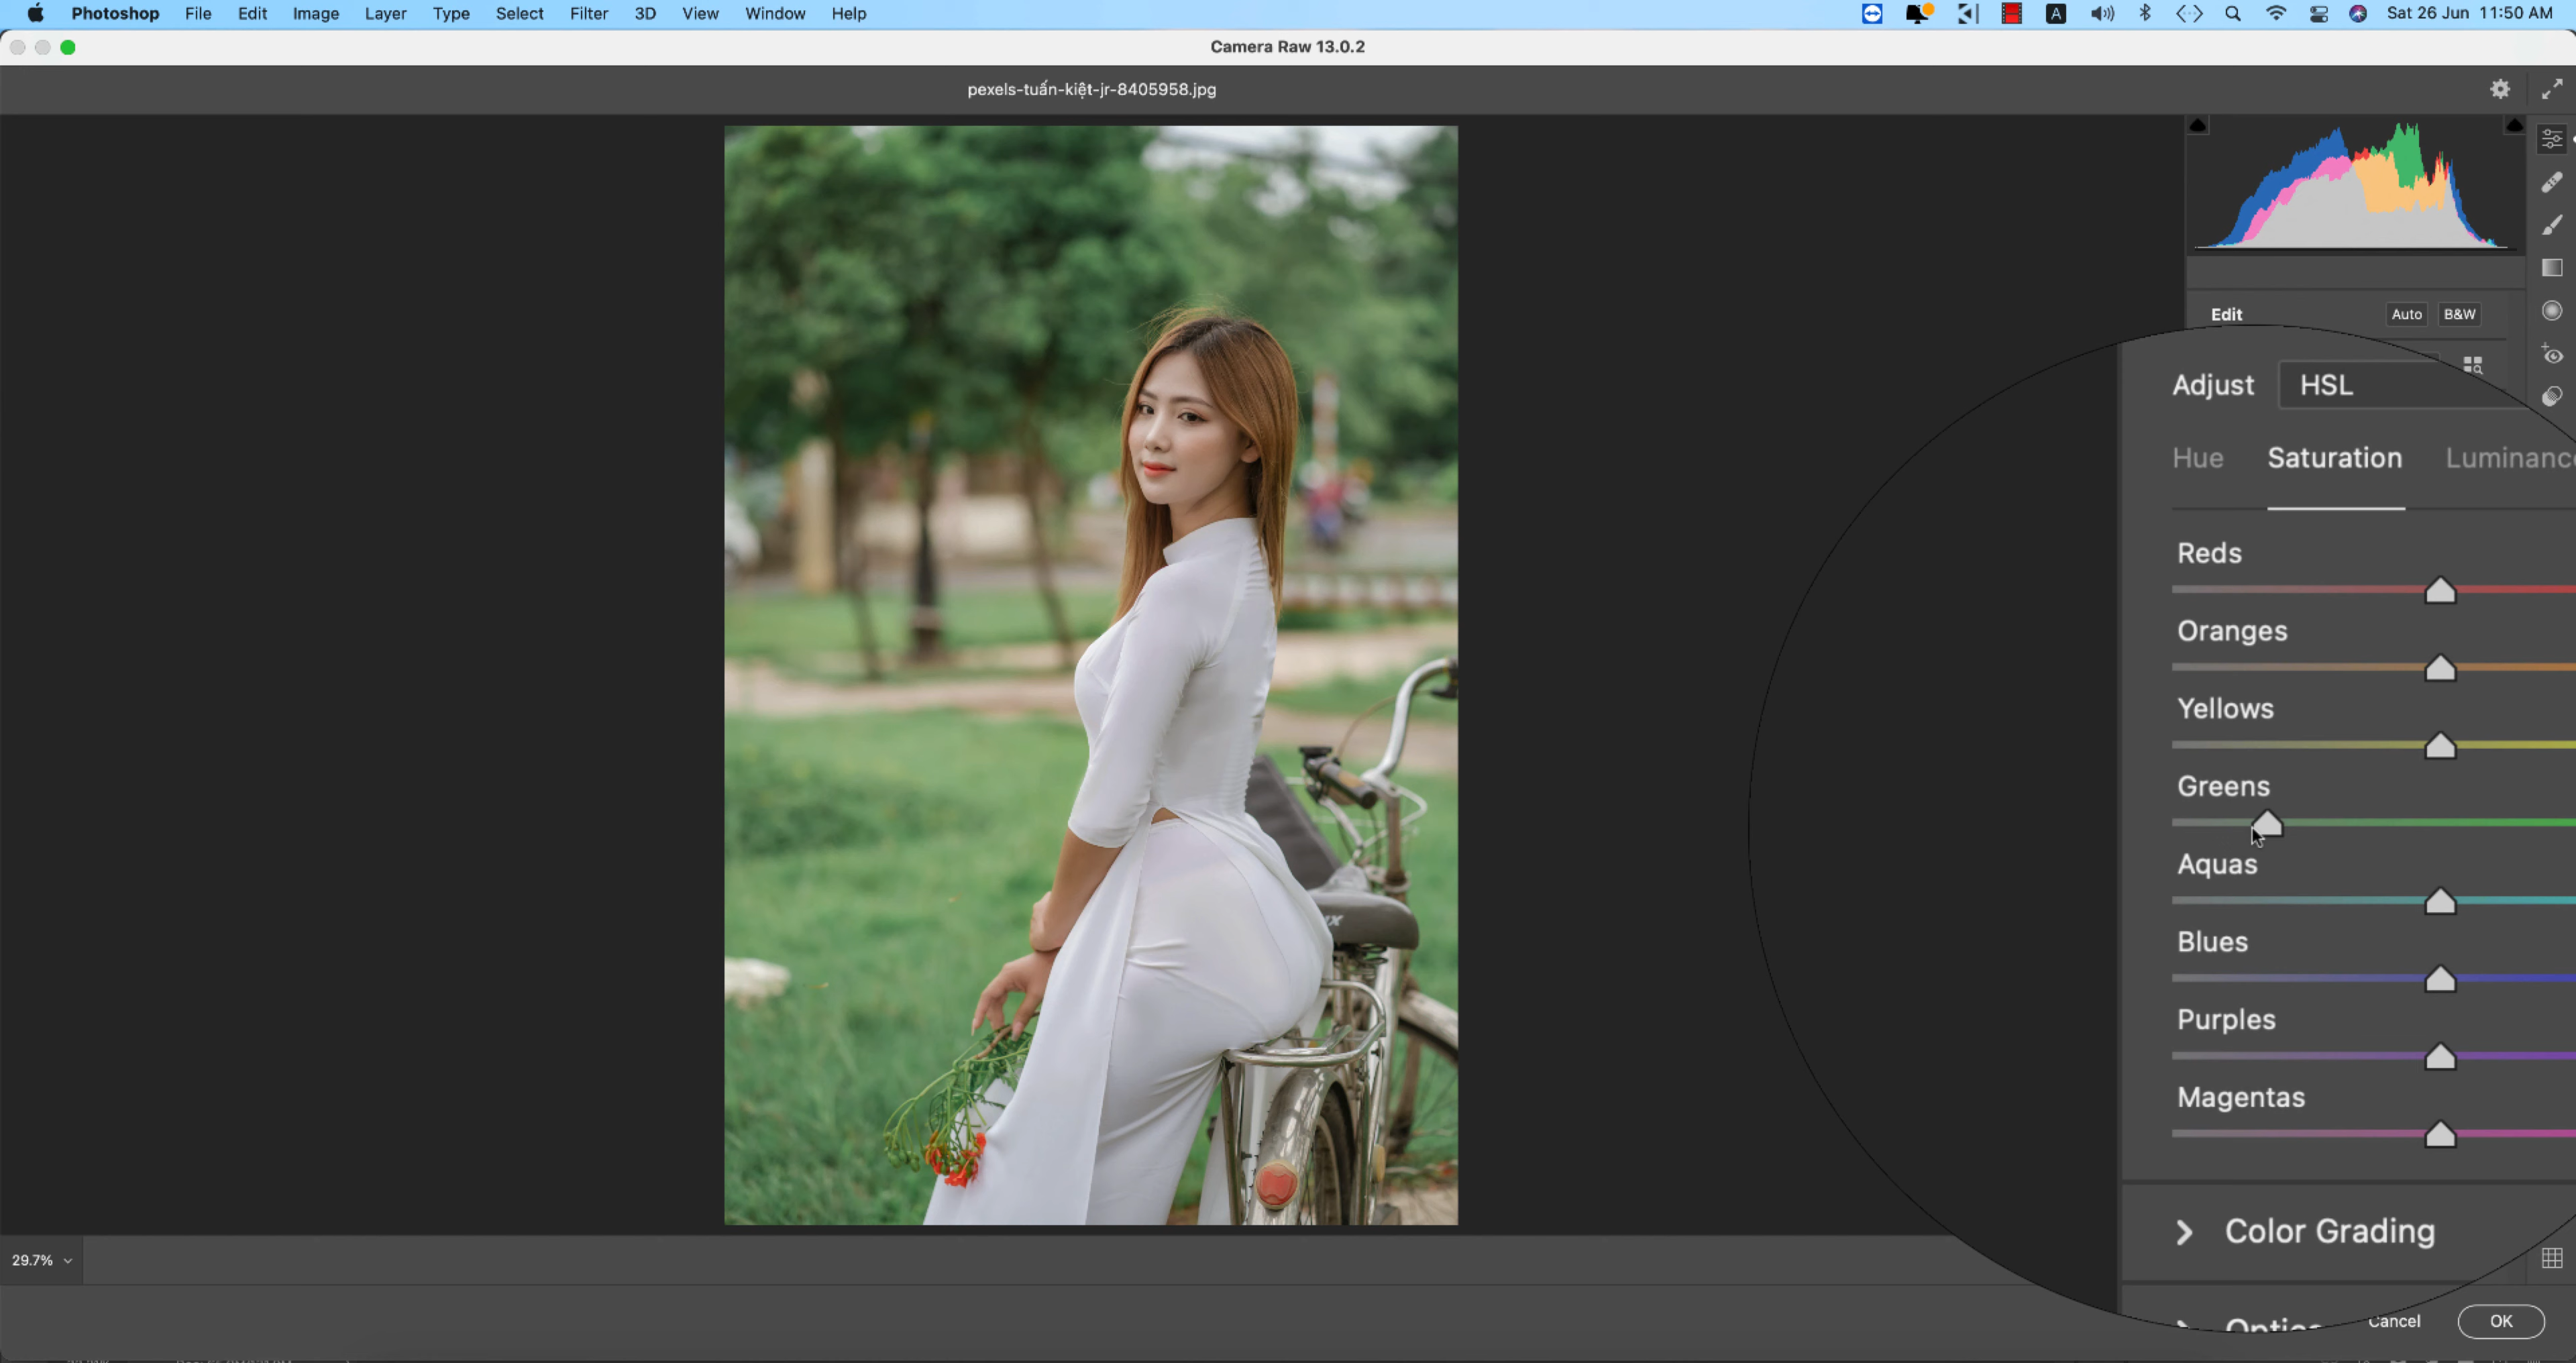 Photoshop File Edit Image Layer Type Select Filter 3D View Window Help
A
Sat 26 Jun 11:50 AM
Camera Raw 13.0.2
pexels-tuấn-kiệt-jr-8405958.jpg
Edit Auto B&W
Adjust HSL
Hue Saturation Luminance
Reds
Oranges
Yellows
Greens
Aquas
Blues
Purples
Magentas
Color Grading
29.7%
Cancel OK